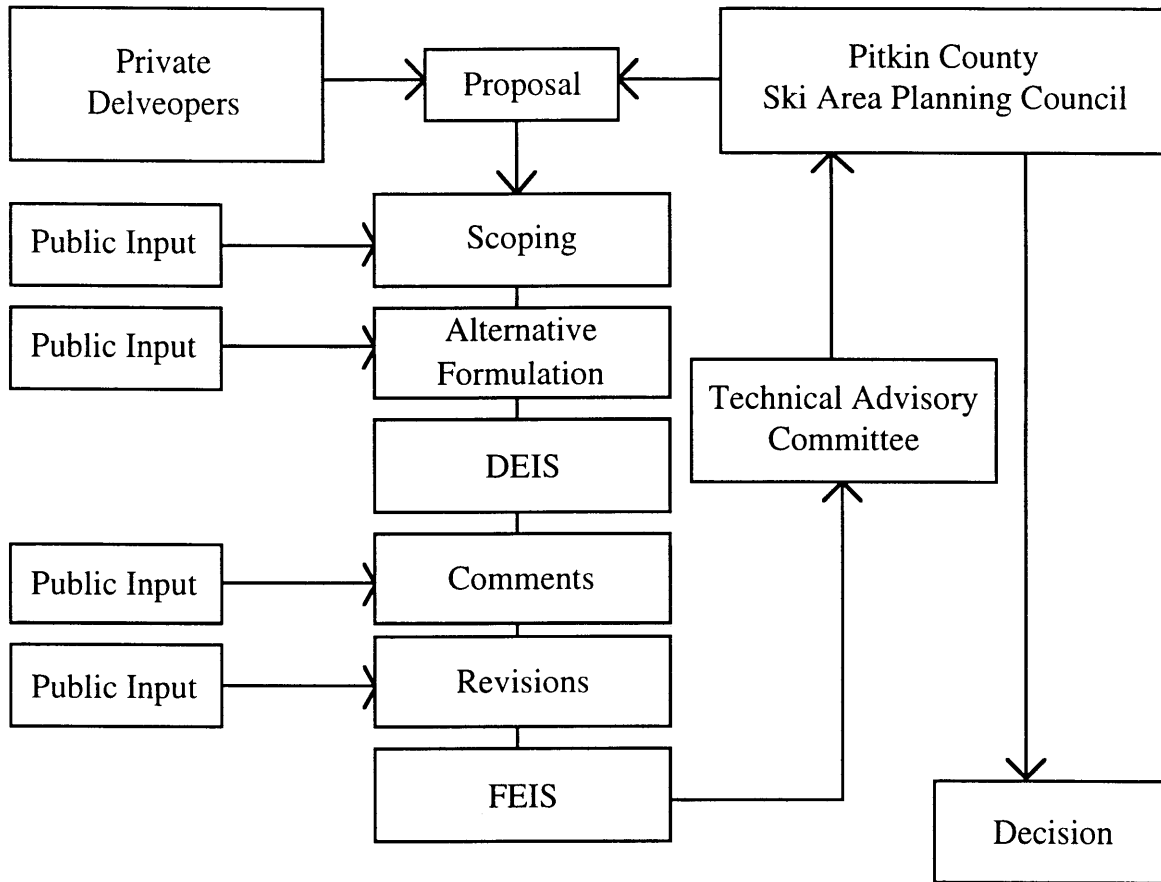 Private
Delveopers
Proposal
Pitkin County
Ski Area Planning Council
Public Input
Scoping
Public Input
Alternative
Formulation
Technical Advisory
Committee
DEIS
Public Input
Comments
Public Input
Revisions
FEIS
Decision